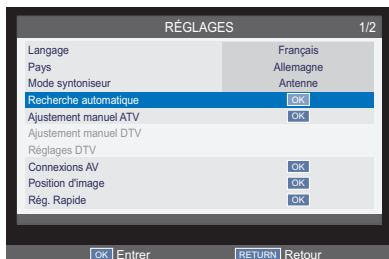 RÉGLAGES 1/2
Langage Français
Pays Allemagne
Mode syntoniseur Antenne
Recherche automatique OK
Ajustement manuel ATV OK
Ajustement manuel DTV
Réglages DTV
Connexions AV OK
Position d'image OK
Rég. Rapide OK
OK Entrer RETURN Retour